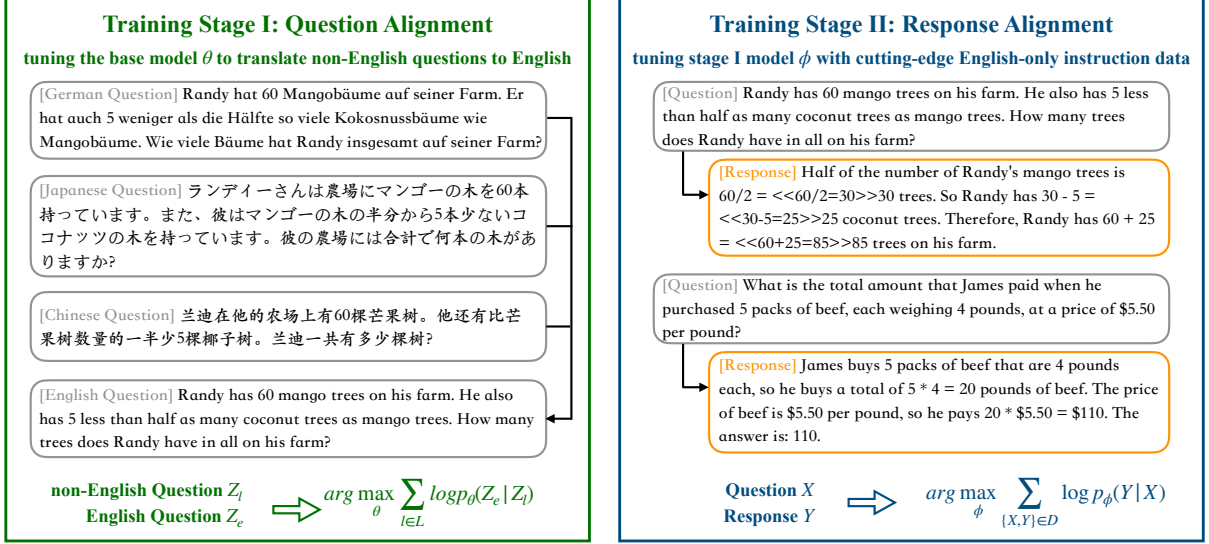 Training Stage I: Question Alignment
tuning the base model θ to translate non-English questions to English
[German Question] Randy hat 60 Mangobäume auf seiner Farm. Er
hat auch 5 weniger als die Hälfte so viele Kokosnussbäume wie
Mangobäume. Wie viele Bäume hat Randy insgesamt auf seiner Farm?
[Japanese Question] ランディーさんは農場にマンゴーの木を60本
持っています。また、彼はマンゴーの木の半分から5本少ないココ
ナッツの木を持っています。彼の農場には合計で何本の木があ
りますか?
[Chinese Question] 兰迪在他的农场上有60棵芒果树。他还有比芒
果树数量的一半少5棵椰子树。兰迪一共有多少棵树?
[English Question] Randy has 60 mango trees on his farm. He also
has 5 less than half as many coconut trees as mango trees. How many
trees does Randy have in all on his farm?
non-English Question Z_l
English Question Z_e
arg max_θ ∑_{l∈L} logp_θ(Z_e|Z_l)
Training Stage II: Response Alignment
tuning stage I model ϕ with cutting-edge English-only instruction data
[Question] Randy has 60 mango trees on his farm. He also has 5 less
than half as many coconut trees as mango trees. How many trees
does Randy have in all on his farm?
[Response] Half of the number of Randy's mango trees is
60/2 = <<60/2=30>>30 trees. So Randy has 30 - 5 =
<<30-5=25>>25 coconut trees. Therefore, Randy has 60 + 25
= <<60+25=85>>85 trees on his farm.
[Question] What is the total amount that James paid when he
purchased 5 packs of beef, each weighing 4 pounds, at a price of $5.50
per pound?
[Response] James buys 5 packs of beef that are 4 pounds
each, so he buys a total of 5 * 4 = 20 pounds of beef. The price
of beef is $5.50 per pound, so he pays 20 * $5.50 = $110. The
answer is: 110.
Question X
Response Y
arg max_ϕ ∑_{{X,Y}∈D} log p_ϕ(Y|X)